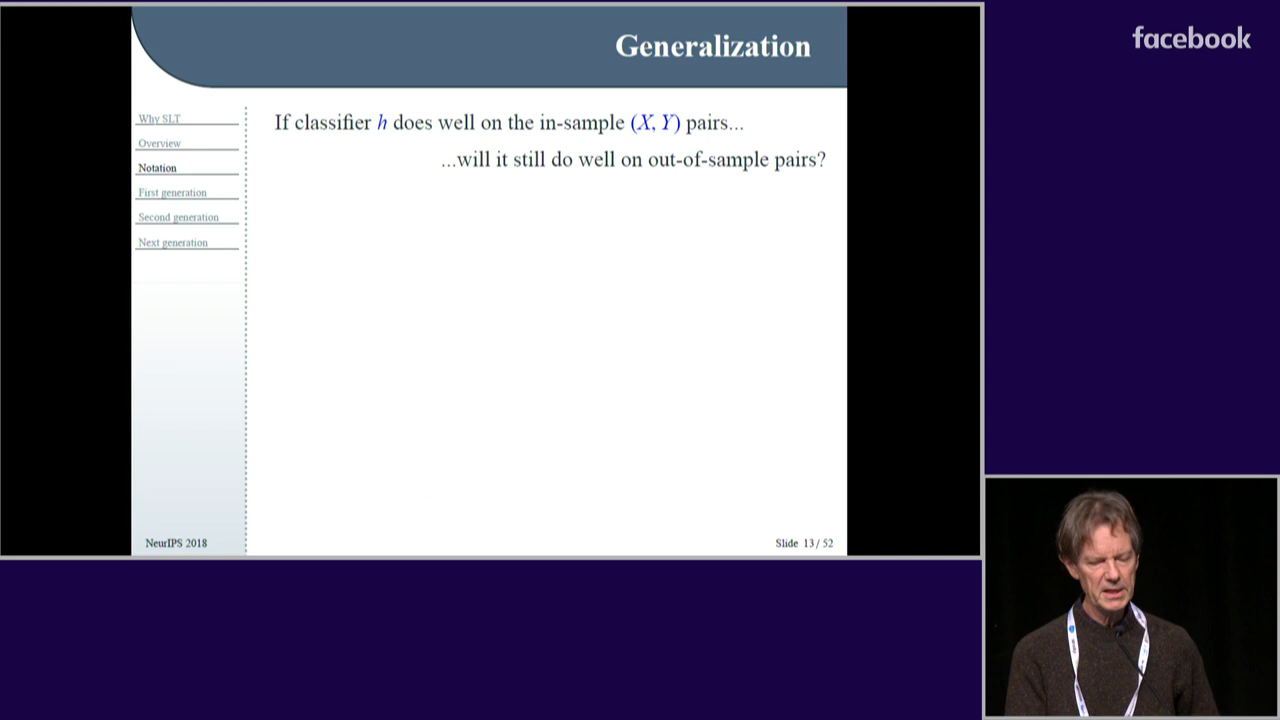 Generalization
facebook
Why SLT
Overview
Notation
First generation
Second generation
Next generation
If classifier h does well on the in-sample (X, Y) pairs...
...will it still do well on out-of-sample pairs?
NeurIPS 2018
Slide 13 / 52